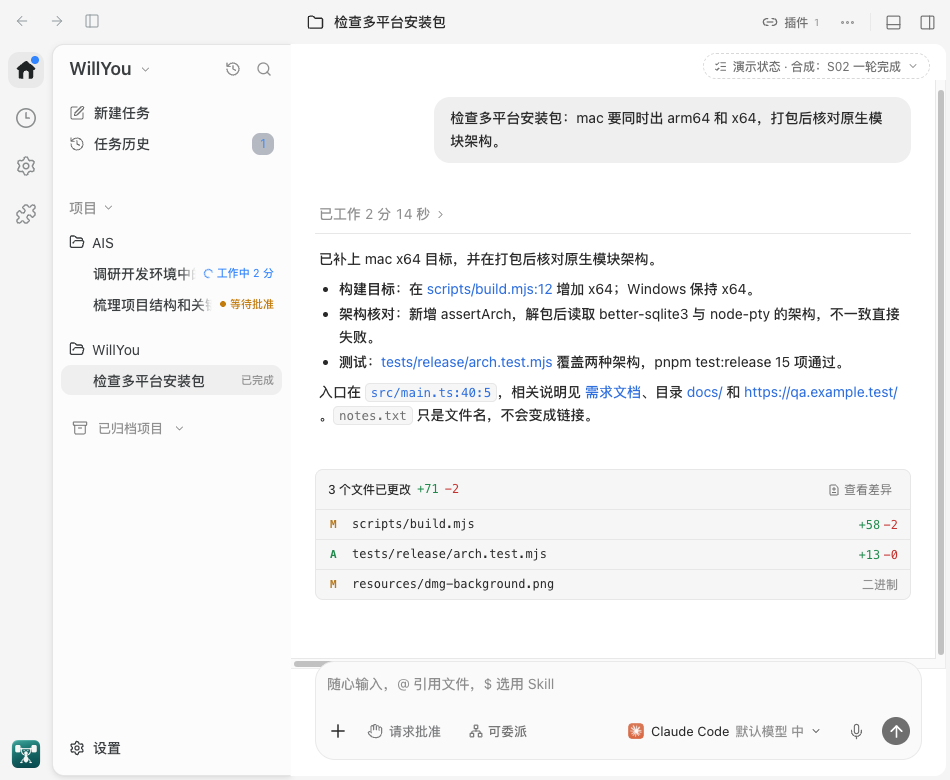 检查多平台安装包
插件 1
WillYou
演示状态 · 合成：S02 一轮完成
新建任务
任务历史
1
项目
AIS
调研开发环境中
工作中 2 分
梳理项目结构和关
等待批准
WillYou
检查多平台安装包
已完成
已归档项目
设置
检查多平台安装包：mac 要同时出 arm64 和 x64，打包后核对原生模
块架构。
已工作 2 分 14 秒
已补上 mac x64 目标，并在打包后核对原生模块架构。
• 构建目标：在 scripts/build.mjs:12 增加 x64；Windows 保持 x64。
• 架构核对：新增 assertArch，解包后读取 better-sqlite3 与 node-pty 的架构，不一致直接
失败。
• 测试：tests/release/arch.test.mjs 覆盖两种架构，pnpm test:release 15 项通过。
入口在 src/main.ts:40:5，相关说明见 需求文档、目录 docs/ 和 https://qa.example.test/
。notes.txt 只是文件名，不会变成链接。
3 个文件已更改 +71 −2
查看差异
M scripts/build.mjs +58 −2
A tests/release/arch.test.mjs +13 −0
M resources/dmg-background.png 二进制
随心输入，@ 引用文件，$ 选用 Skill
请求批准
可委派
Claude Code 默认模型 中